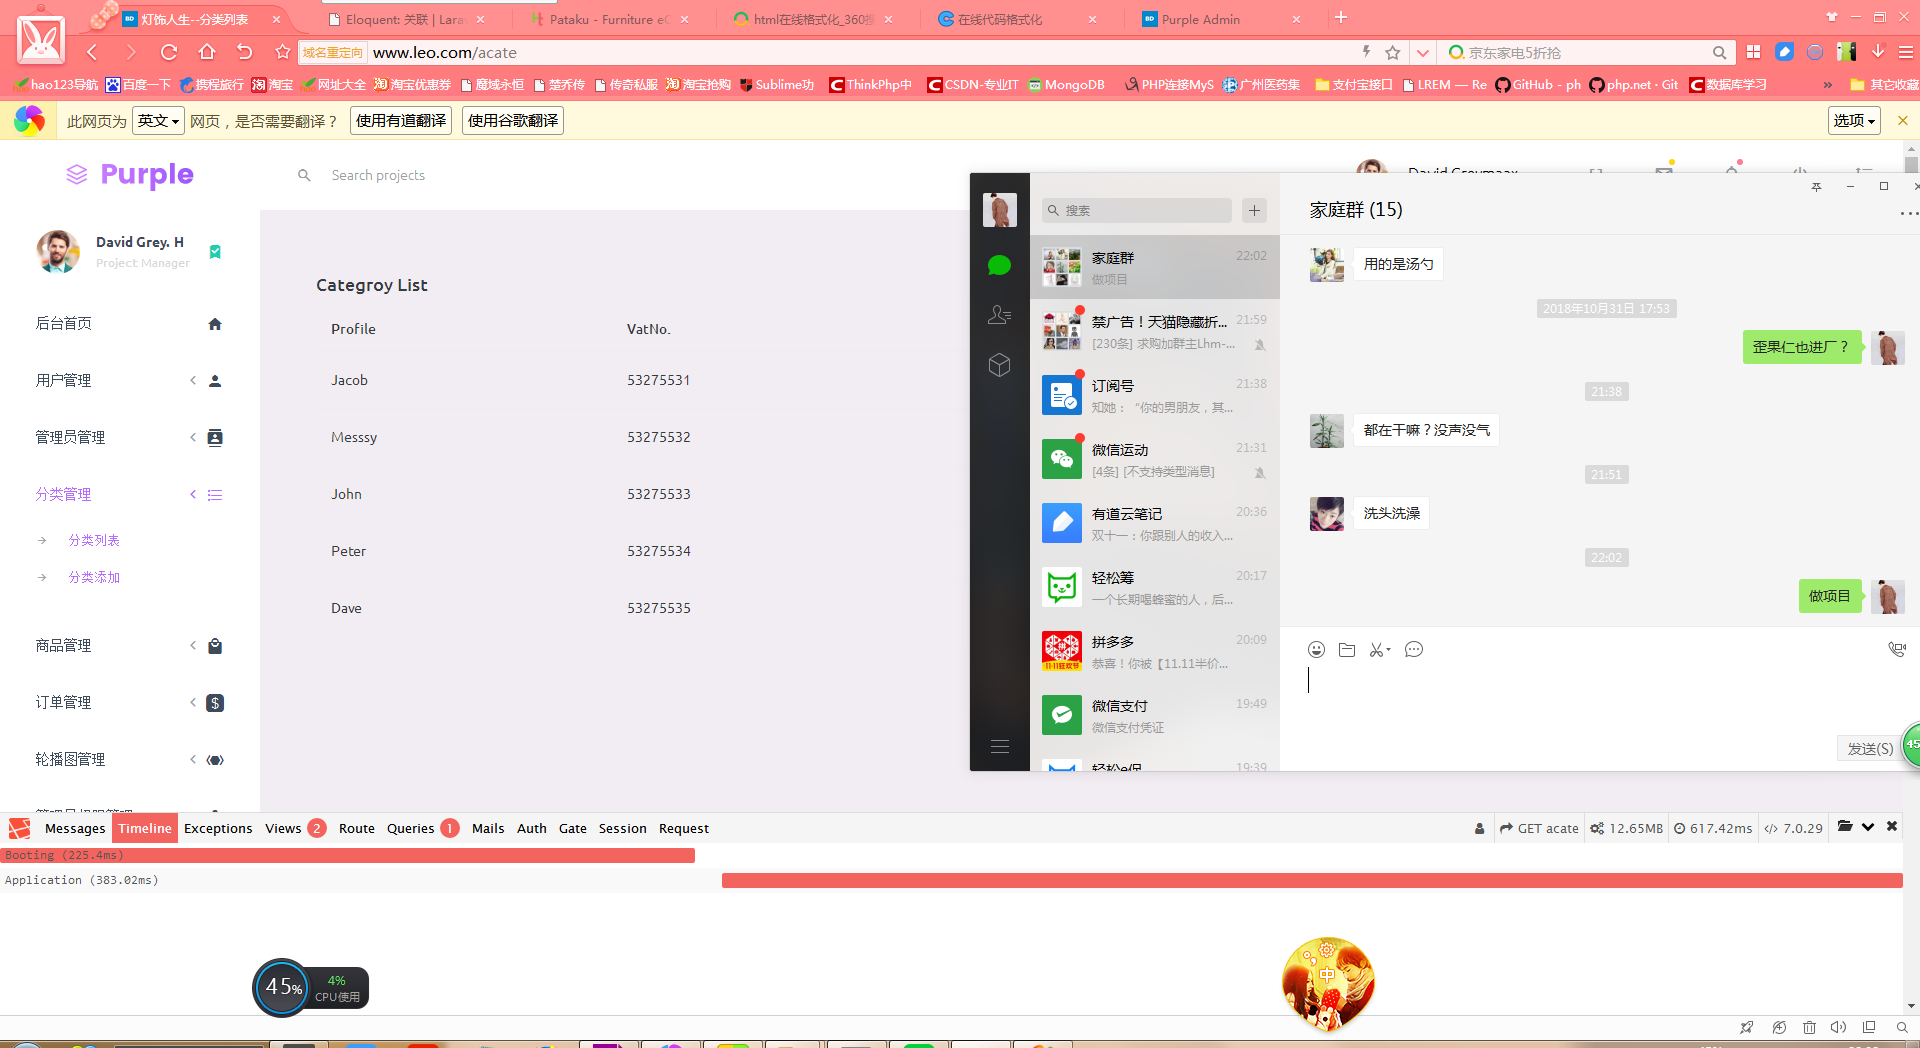 灯饰人生--分类列表
Eloquent: 关联 | Lara
Pataku - Furniture eC
html在线格式化_360搜
在线代码格式化
Purple Admin
域名重定向 www.leo.com/acate
京东家电5折抢
hao123导航 百度一下 携程旅行 淘宝 网址大全 淘宝优惠券 魔域永恒 楚乔传 传奇私服 淘宝抢购 Sublime功 ThinkPhp中 CSDN-专业IT MongoDB PHP连接MyS 广州医药集 支付宝接口 LREM — Re GitHub - ph php.net · Git 数据库学习 » 其它收藏
此网页为 英文 网页，是否需要翻译？ 使用有道翻译 使用谷歌翻译 选项
Purple
Search projects
David Grey. H
Project Manager
后台首页
用户管理
管理员管理
分类管理
分类列表
分类添加
商品管理
订单管理
轮播图管理
Categroy List
Profile VatNo.
Jacob 53275531
Messsy 53275532
John 53275533
Peter 53275534
Dave 53275535
搜索
家庭群 22:02
做项目
禁广告！天猫隐藏折... 21:59
[230条] 求购加群主Lhm-...
订阅号 21:38
知她： “你的男朋友，其...
微信运动 21:31
[4条] [不支持类型消息]
有道云笔记 20:36
双十一：你跟别人的收入...
轻松筹 20:17
一个长期喝蜂蜜的人，后...
拼多多 20:09
恭喜！你被【11.11半价...
微信支付 19:49
微信支付凭证
轻松e保 19:39
家庭群 (15)
用的是汤勺
2018年10月31日 17:53
歪果仁也进厂？
21:38
都在干嘛？没声没气
21:51
洗头洗澡
22:02
做项目
发送(S)
45
Messages Timeline Exceptions Views 2 Route Queries 1 Mails Auth Gate Session Request
GET acate 12.65MB 617.42ms 7.0.29
Booting (225.4ms)
Application (383.02ms)
45%
4%
CPU使用
中